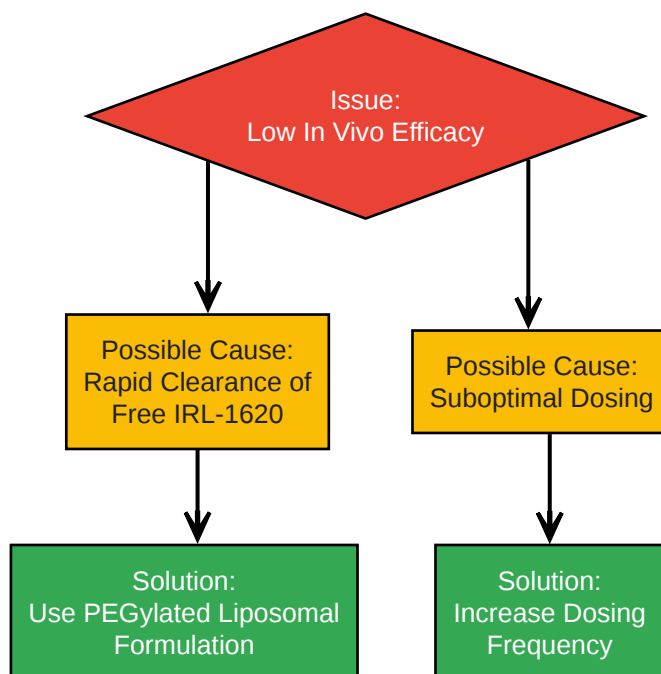 Issue:
Low In Vivo Efficacy
Possible Cause:
Rapid Clearance of
Free IRL-1620
Possible Cause:
Suboptimal Dosing
Solution:
Use PEGylated Liposomal
Formulation
Solution:
Increase Dosing
Frequency